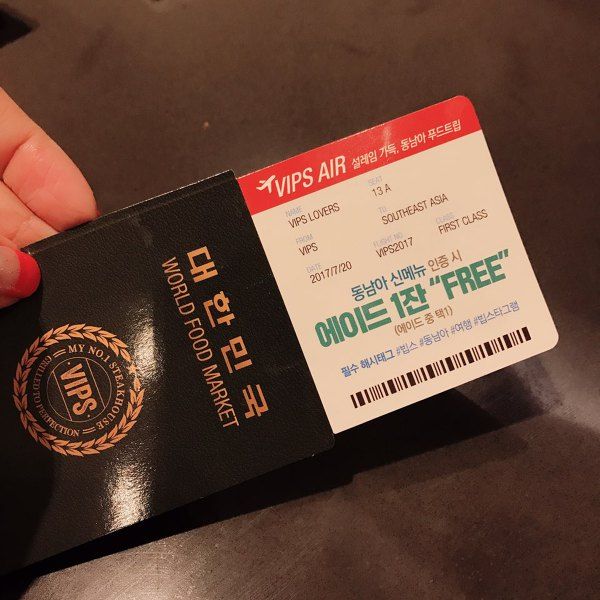 VIPS AIR 설레임 가득, 동남아 푸드트립
NAME
VIPS LOVERS
SEAT
13 A
FROM
VIPS
TO
SOUTHEAST ASIA
DATE
2017/7/20
FLIGHT NO
VIPS2017
CLASS
FIRST CLASS
동남아 신메뉴 인증 시
에이드 1잔 "FREE"
(에이드 중 택1)
필수 해시태그 #빕스 #동남아 #여행 #빕스타그램
대한민국
WORLD FOOD MARKET
MY NO.1 STEAKHOUSE
VIPS
GRILLED TO PERFECTION